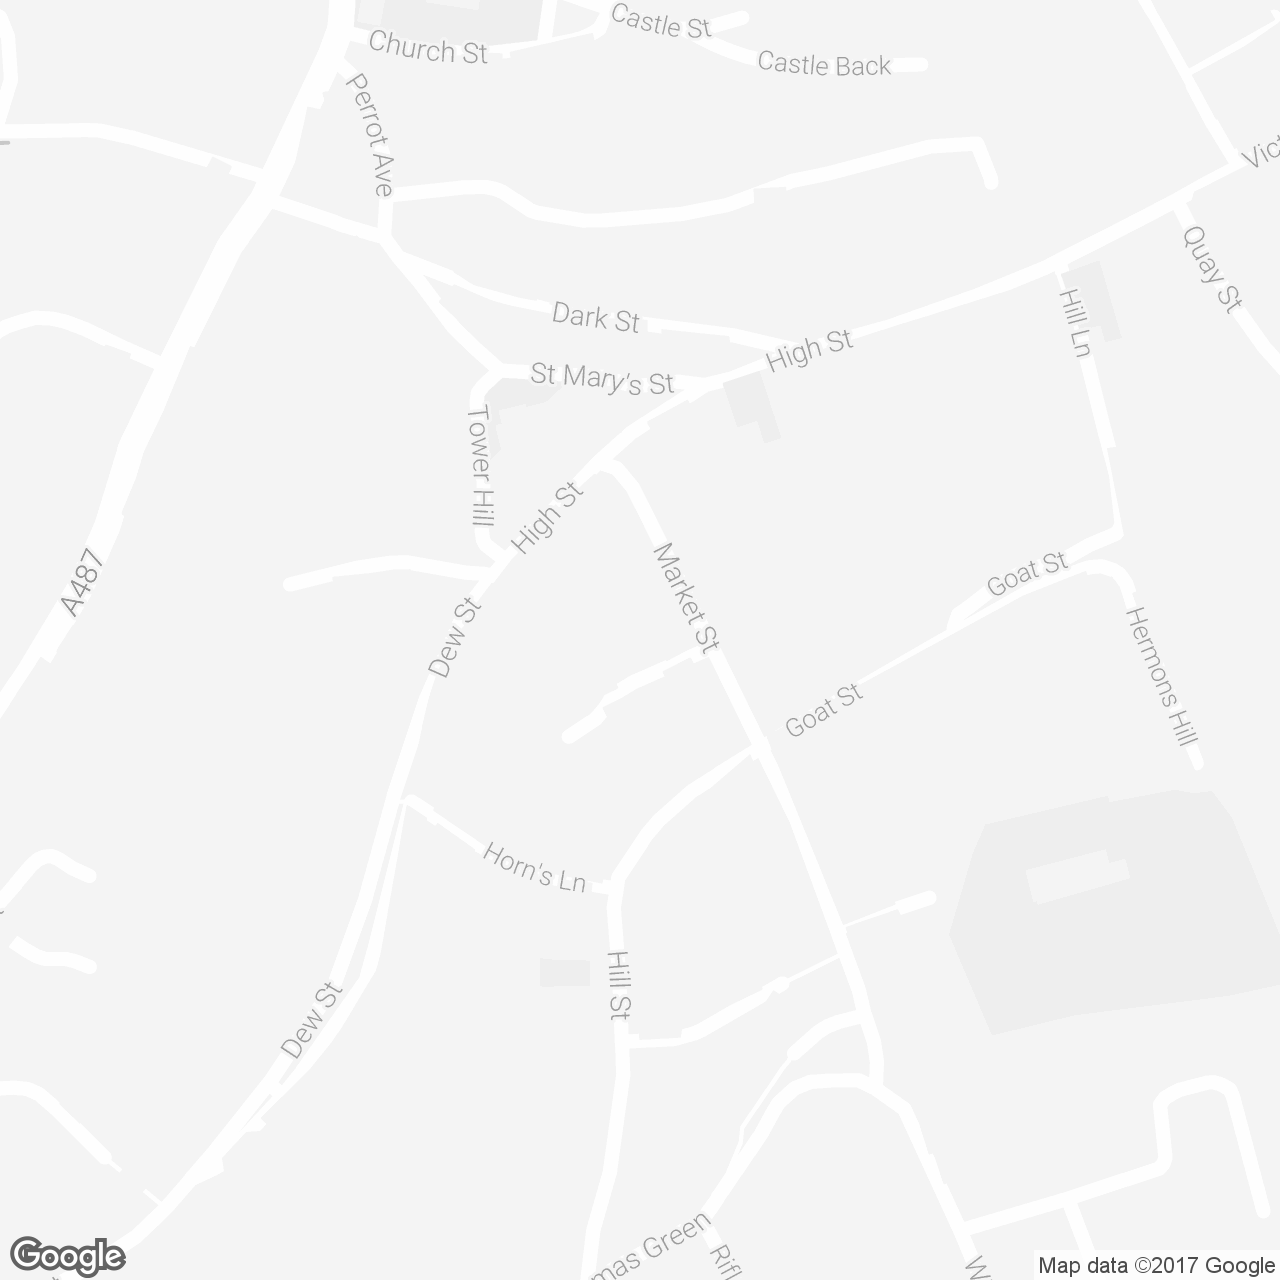 Castle St
Church St
Castle Back
Perrot Ave
Quay St
Dark St
Hill Ln
High St
St Mary's St
Tower Hill
High St
A487
Market St
Goat St
Dew St
Hermons Hill
Goat St
Horn's Ln
Hill St
Dew St
Green
Google
Map data ©2017 Google